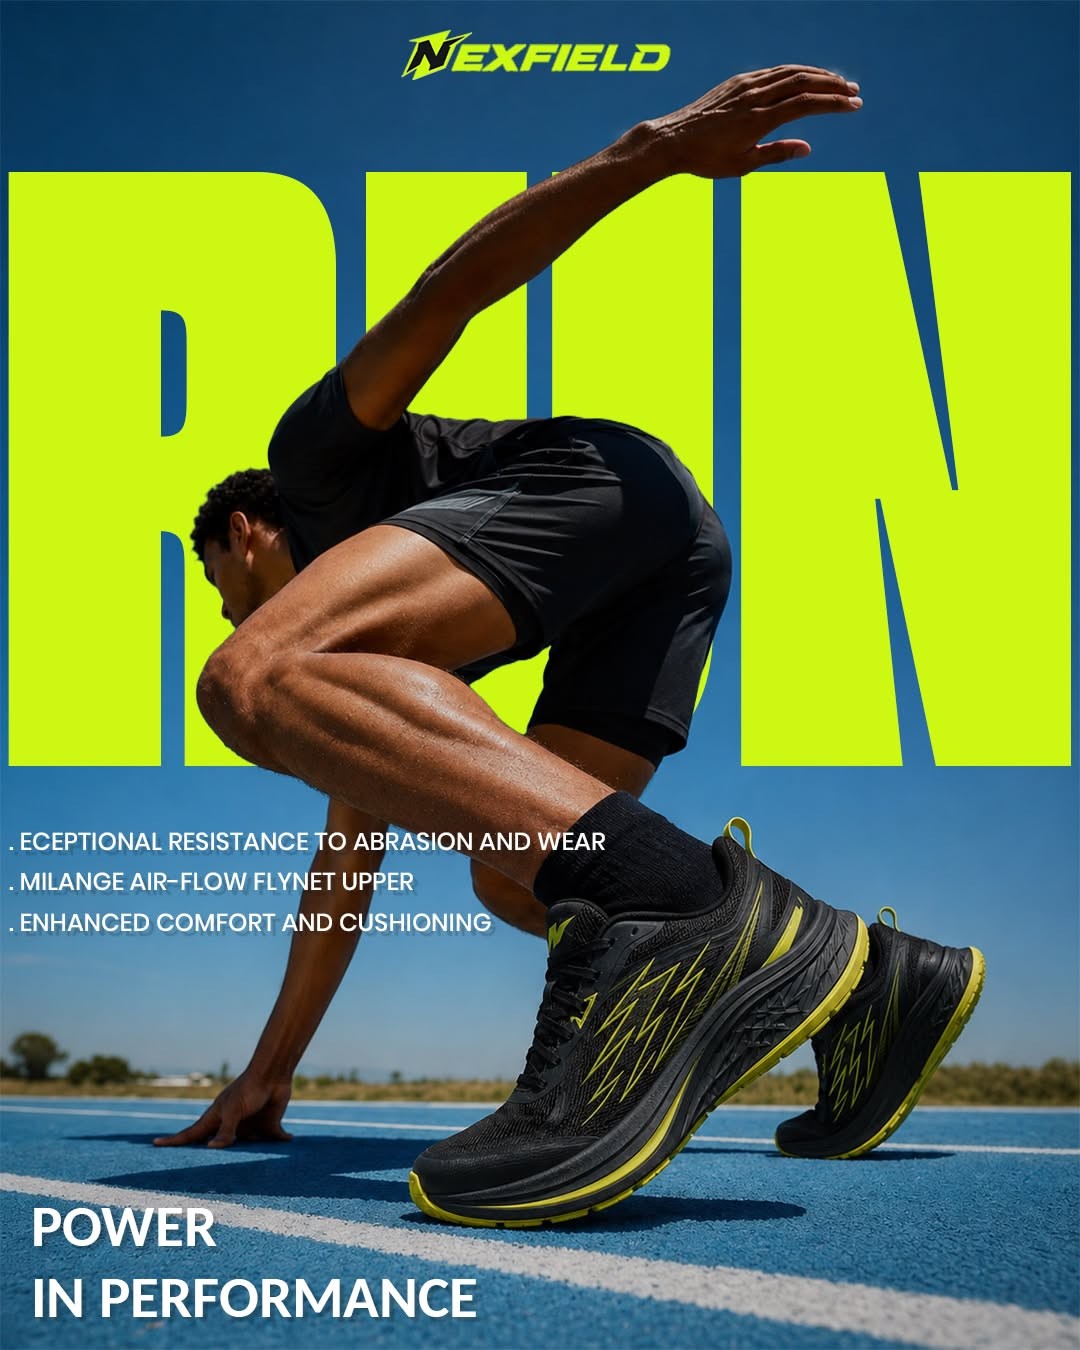 NEXFIELD
RUN
. ECEPTIONAL RESISTANCE TO ABRASION AND WEAR
. MILANGE AIR-FLOW FLYNET UPPER
. ENHANCED COMFORT AND CUSHIONING
POWER
IN PERFORMANCE